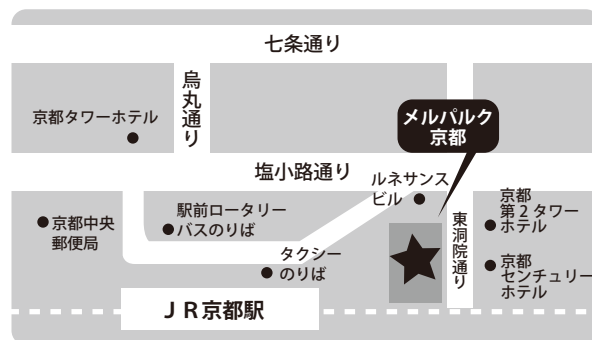 七条通り
烏丸通り
京都タワーホテル
メルパルク
京都
塩小路通り
ルネサンス
ビル
京都
第2タワー
ホテル
東洞院通り
京都中央
郵便局
駅前ロータリー
バスのりば
タクシー
のりば
京都
センチュリー
ホテル
ＪＲ京都駅